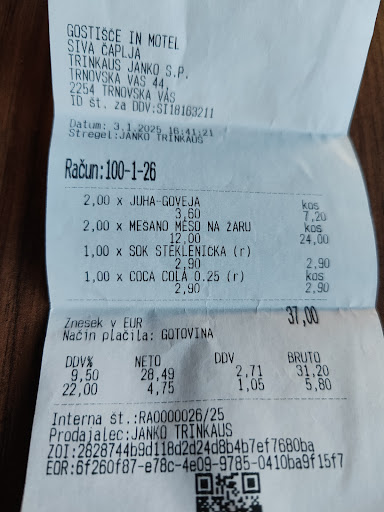 GOSTIŠČE IN MOTEL
SIVA ČAPLJA
TRINKAUS JANKO S.P.
TRNOVSKA VAS 44,
2254 TRNOVSKA VAS
ID št. za DDV:SI18163211
Datum: 3.1.2025 16:41:21
Stregel:JANKO TRINKAUS
Račun:100-1-26
2,00 x JUHA-GOVEJA kos
3,60 7,20
2,00 x MESANO MESO NA ŽARU kos
12,00 24,00
1,00 x SOK STEKLENICKA (r)
2,90 2,90
1,00 x COCA COLA 0.25 (r) kos
2,90 2,90
Znesek v EUR 37,00
Način plačila: GOTOVINA
DDV% NETO DDV BRUTO
9,50 28,49 2,71 31,20
22,00 4,75 1,05 5,80
Interna št.:RA0000026/25
Prodajalec:JANKO TRINKAUS
ZOI:2828744b9d118d2d24d8b4b7ef7680ba
EOR:6f260f87-e78c-4e09-9785-0410ba9f15f7